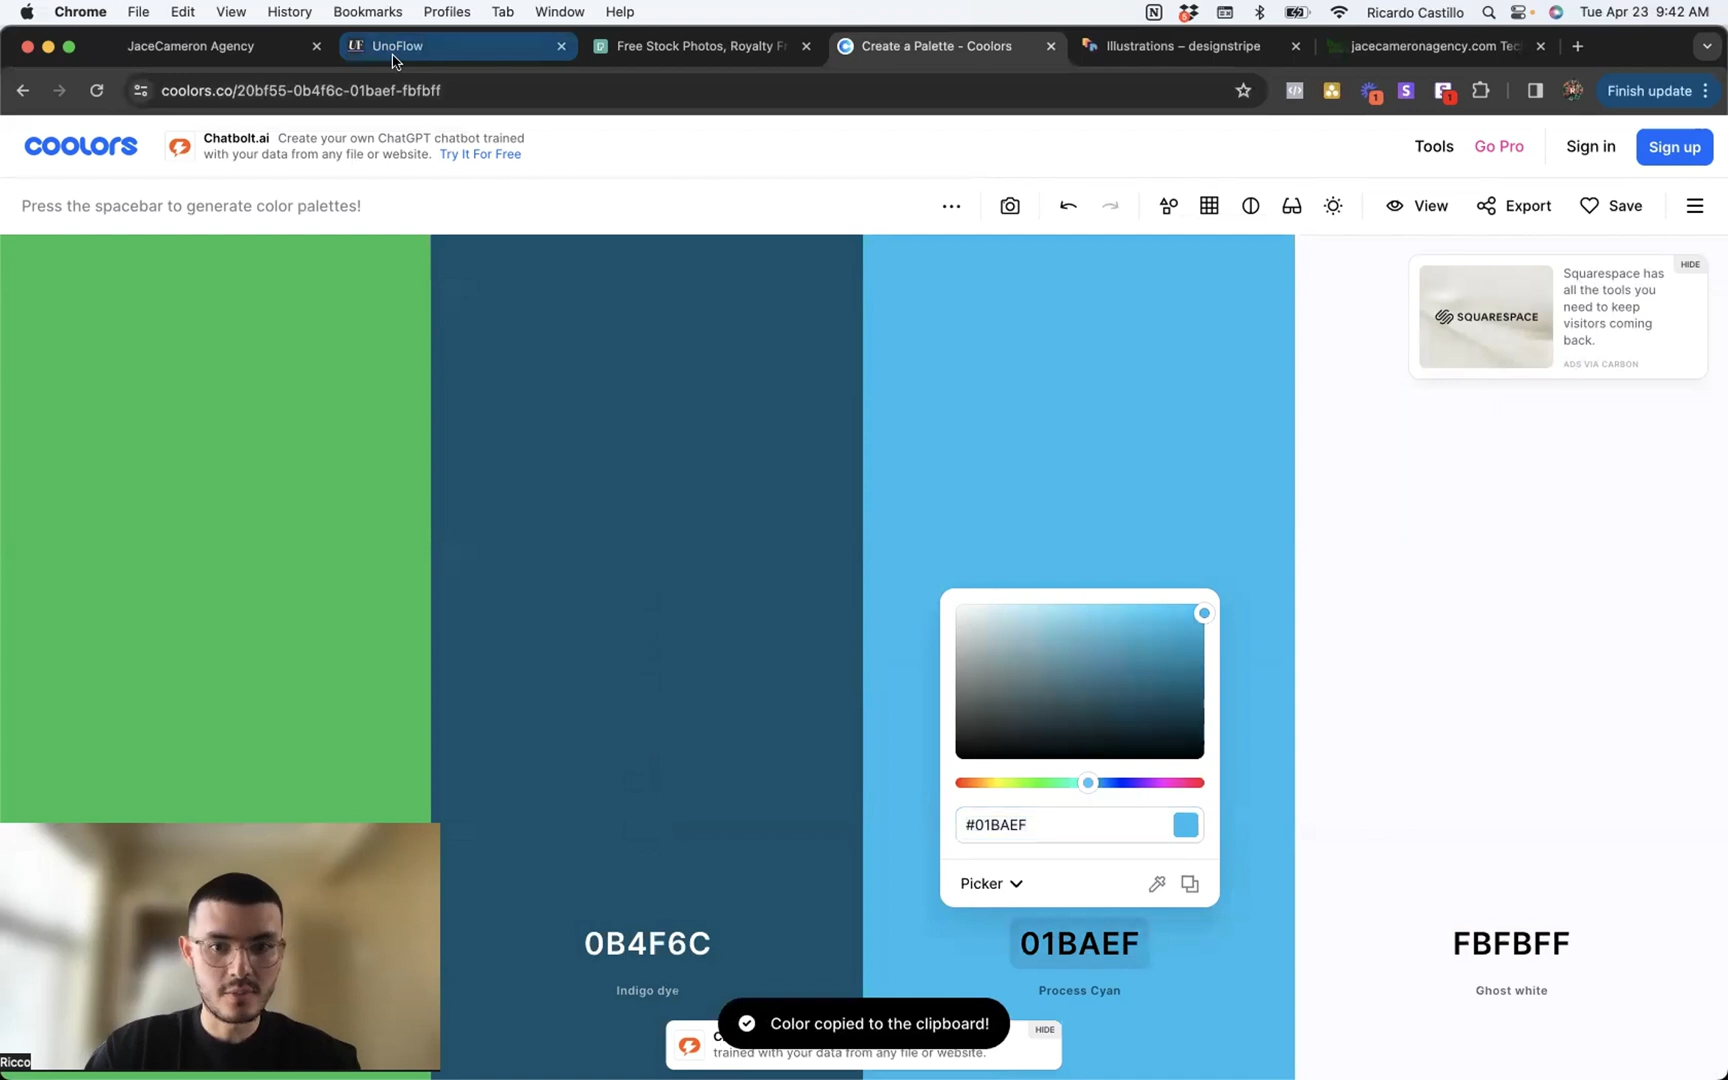 Chrome File Edit View History Bookmarks Profiles Tab Window Help Ricardo Castillo Tue Apr 23 9:42 AM
JaceCameron Agency UF UnoFlow Free Stock Photos, Royalty Fr Create a Palette - Coolors Illustrations – designstripe jacecameronagency.com Tec
coolors.co/20bf55-0b4f6c-01baef-fbfbff Finish update
coolors
Chatbolt.ai Create your own ChatGPT chatbot trained
with your data from any file or website. Try It For Free
Tools Go Pro Sign in Sign up
Press the spacebar to generate color palettes!
View Export Save
HIDE
SQUARESPACE
Squarespace has
all the tools you
need to keep
visitors coming
back.
ADS VIA CARBON
#01BAEF
Picker
0B4F6C 01BAEF FBFBFF
Indigo dye Process Cyan Ghost white
Color copied to the clipboard!
HIDE
trained with your data from any file or website.
Ricco